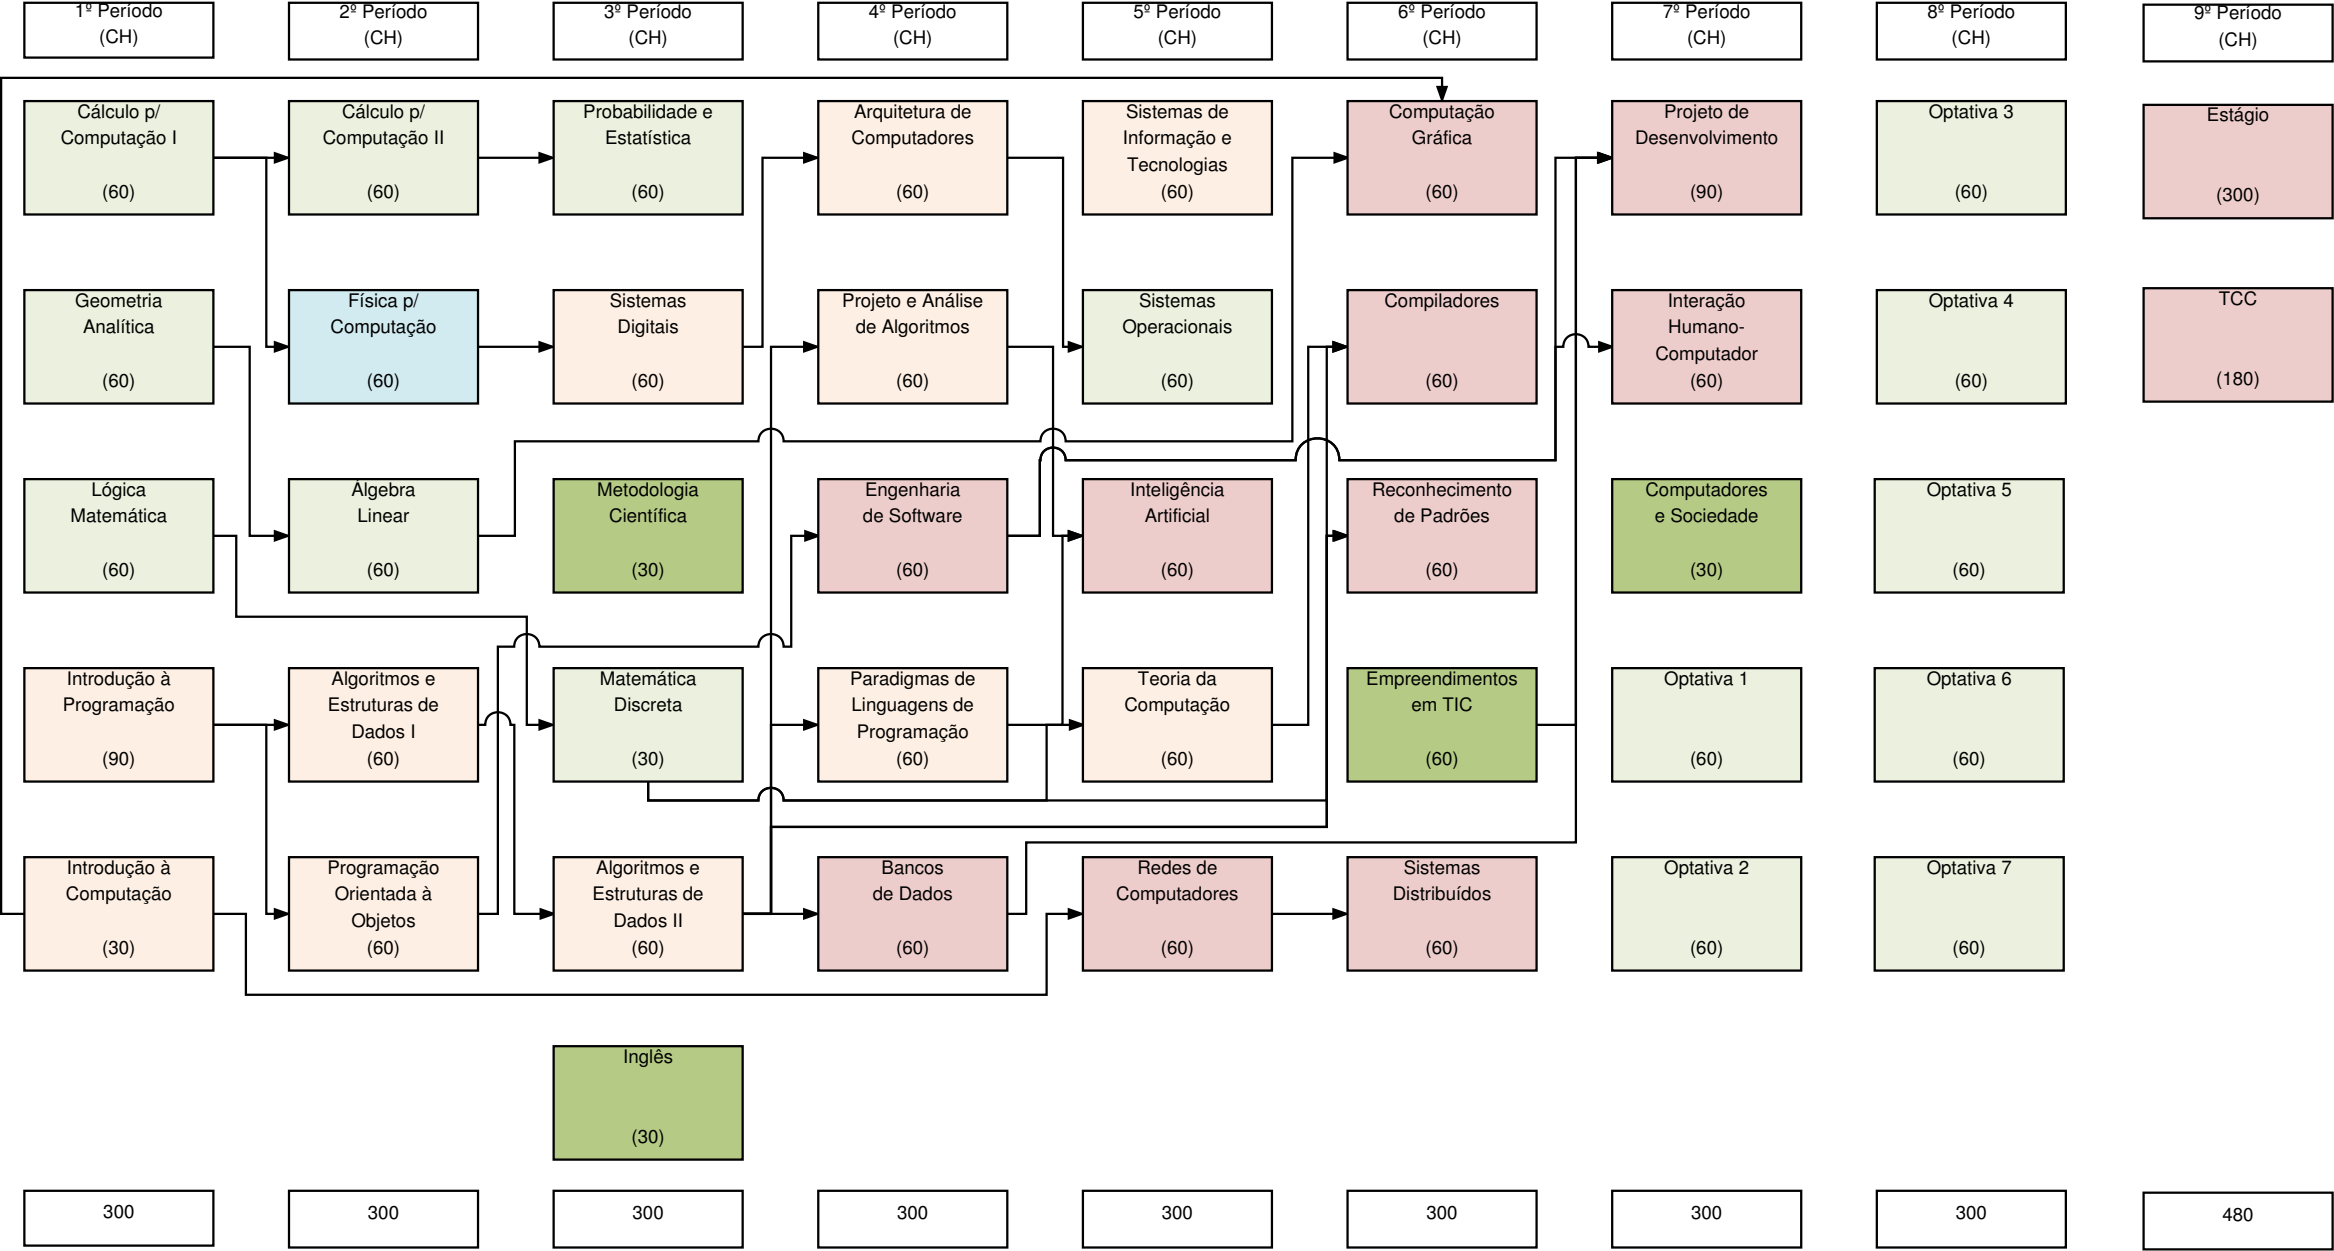 1º Período
(CH)
2º Período
(CH)
3º Período
(CH)
4º Período
(CH)
5º Período
(CH)
6º Período
(CH)
7º Período
(CH)
8º Período
(CH)
9º Período
(CH)
Cálculo p/
Computação I
(60)
Cálculo p/
Computação II
(60)
Probabilidade e
Estatística
(60)
Arquitetura de
Computadores
(60)
Sistemas de
Informação e
Tecnologias
(60)
Computação
Gráfica
(60)
Projeto de
Desenvolvimento
(90)
Optativa 3
(60)
Estágio
(300)
Geometria
Analítica
(60)
Física p/
Computação
(60)
Sistemas
Digitais
(60)
Projeto e Análise
de Algoritmos
(60)
Sistemas
Operacionais
(60)
Compiladores
(60)
Interação
Humano-
Computador
(60)
Optativa 4
(60)
TCC
(180)
Lógica
Matemática
(60)
Álgebra
Linear
(60)
Metodologia
Científica
(30)
Engenharia
de Software
(60)
Inteligência
Artificial
(60)
Reconhecimento
de Padrões
(60)
Computadores
e Sociedade
(30)
Optativa 5
(60)
Introdução à
Programação
(90)
Algoritmos e
Estruturas de
Dados I
(60)
Matemática
Discreta
(30)
Paradigmas de
Linguagens de
Programação
(60)
Teoria da
Computação
(60)
Empreendimentos
em TIC
(60)
Optativa 1
(60)
Optativa 6
(60)
Introdução à
Computação
(30)
Programação
Orientada à
Objetos
(60)
Algoritmos e
Estruturas de
Dados II
(60)
Bancos
de Dados
(60)
Redes de
Computadores
(60)
Sistemas
Distribuídos
(60)
Optativa 2
(60)
Optativa 7
(60)
Inglês
(30)
300
300
300
300
300
300
300
300
480